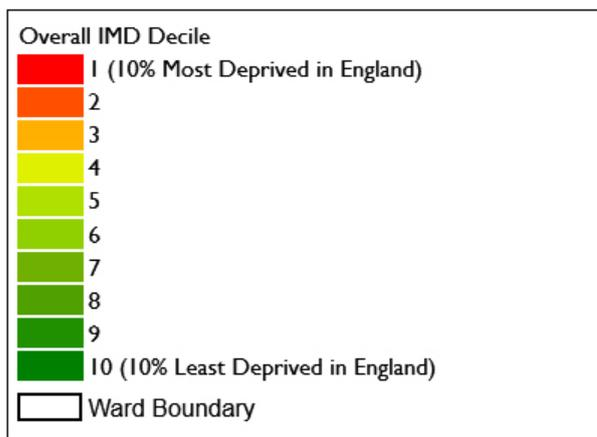 Overall IMD Decile
1 (10% Most Deprived in England)
2
3
4
5
6
7
8
9
10 (10% Least Deprived in England)
Ward Boundary